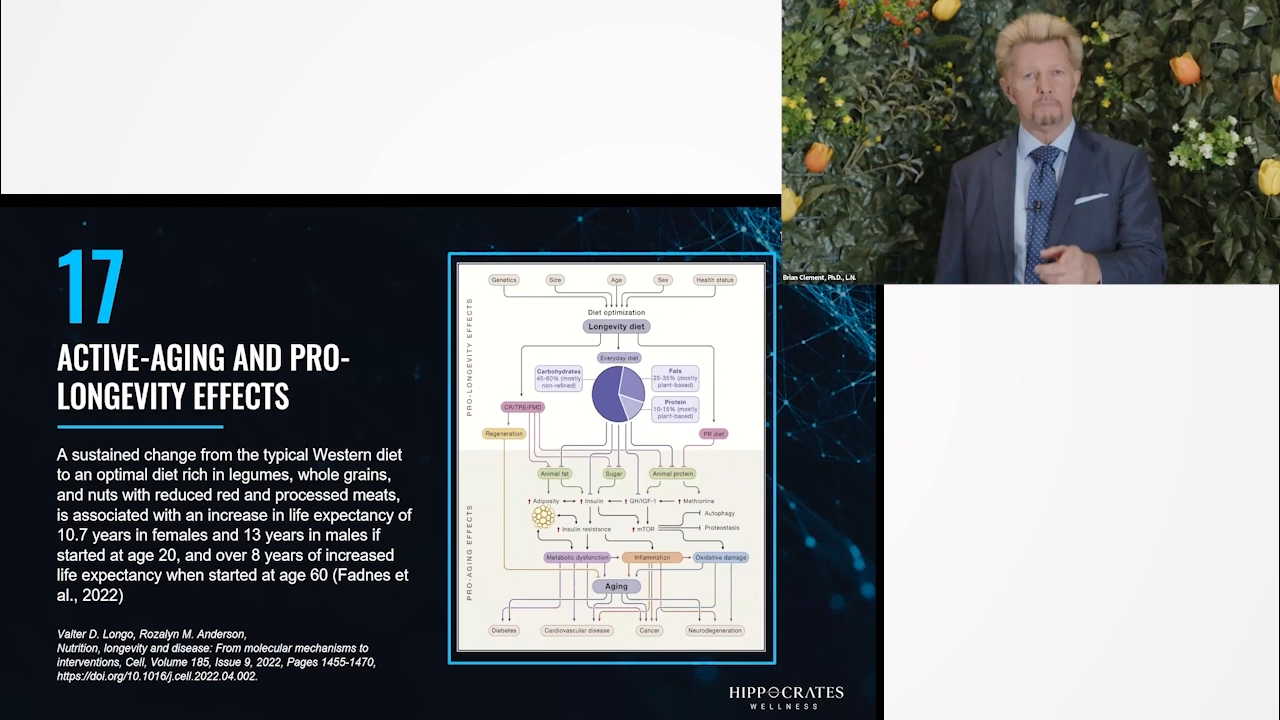 Brian Clement, Ph.D., L.N.
17
ACTIVE-AGING AND PRO-
LONGEVITY EFFECTS
A sustained change from the typical Western diet
to an optimal diet rich in legumes, whole grains,
and nuts with reduced red and processed meats,
is associated with an increase in life expectancy of
10.7 years in females and 13 years in males if
started at age 20, and over 8 years of increased
life expectancy when started at age 60 (Fadnes et
al., 2022)
Valter D. Longo, Rozalyn M. Anderson,
Nutrition, longevity and disease: From molecular mechanisms to
interventions, Cell, Volume 185, Issue 9, 2022, Pages 1455-1470,
https://doi.org/10.1016/j.cell.2022.04.002.
PRO-LONGEVITY EFFECTS
PRO-AGING EFFECTS
Genetics Size Age Sex Health status
Diet optimization
Longevity diet
Everyday diet
Carbohydrates
45-60% (mostly
non-refined)
Fats
25-35% (mostly
plant-based)
Protein
10-15% (mostly
plant-based)
CR/TRE/FMD
Regeneration
PR diet
Animal fat Sugar Animal protein
Adiposity Insulin GH/IGF-1 Methionine
Autophagy
Insulin resistance mTOR Proteostasis
Metabolic dysfunction Inflammation Oxidative damage
Aging
Diabetes Cardiovascular disease Cancer Neurodegeneration
HIPPOCRATES
WELLNESS